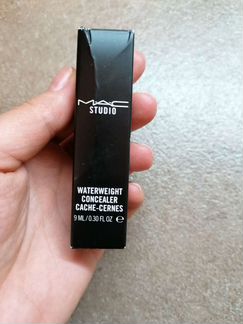 MAC
STUDIO
WATERWEIGHT
CONCEALER
CACHE-CERNES
9 ML/0.30 FL OZ ℮